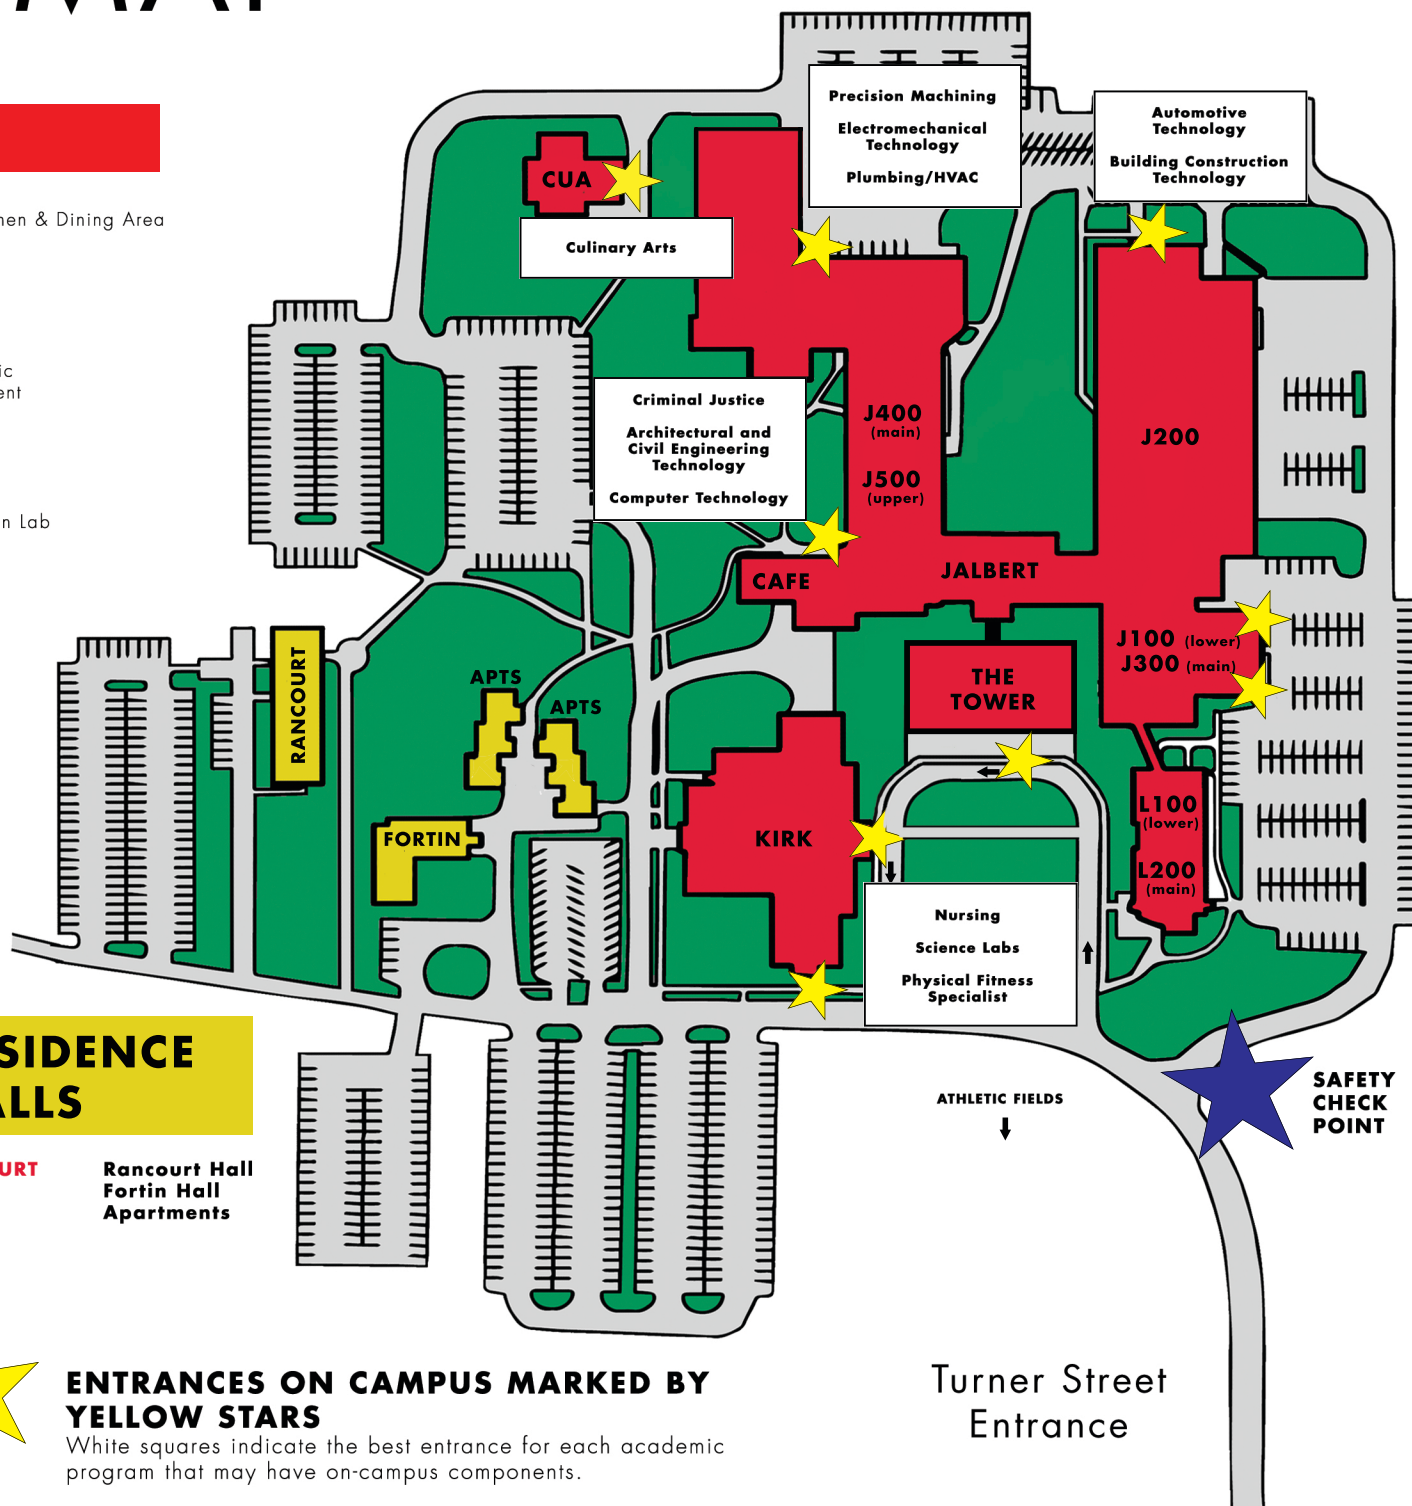 Precision Machining
Electromechanical
Technology
Plumbing/HVAC
Automotive
Technology
Building Construction
Technology
CUA
Culinary Arts
& Dining Area
Criminal Justice
Architectural and
Civil Engineering
Technology
Computer Technology
J400
(main)
J500
(upper)
J200
Lab
CAFE
JALBERT
J100 (lower)
J300 (main)
THE
TOWER
RANCOURT
APTS
APTS
FORTIN
KIRK
L100
(lower)
L200
(main)
Nursing
Science Labs
Physical Fitness
Specialist
SIDENCE
ALLS
URT
Rancourt Hall
Fortin Hall
Apartments
ATHLETIC FIELDS
SAFETY
CHECK
POINT
ENTRANCES ON CAMPUS MARKED BY
YELLOW STARS
White squares indicate the best entrance for each academic
program that may have on-campus components.
Turner Street
Entrance